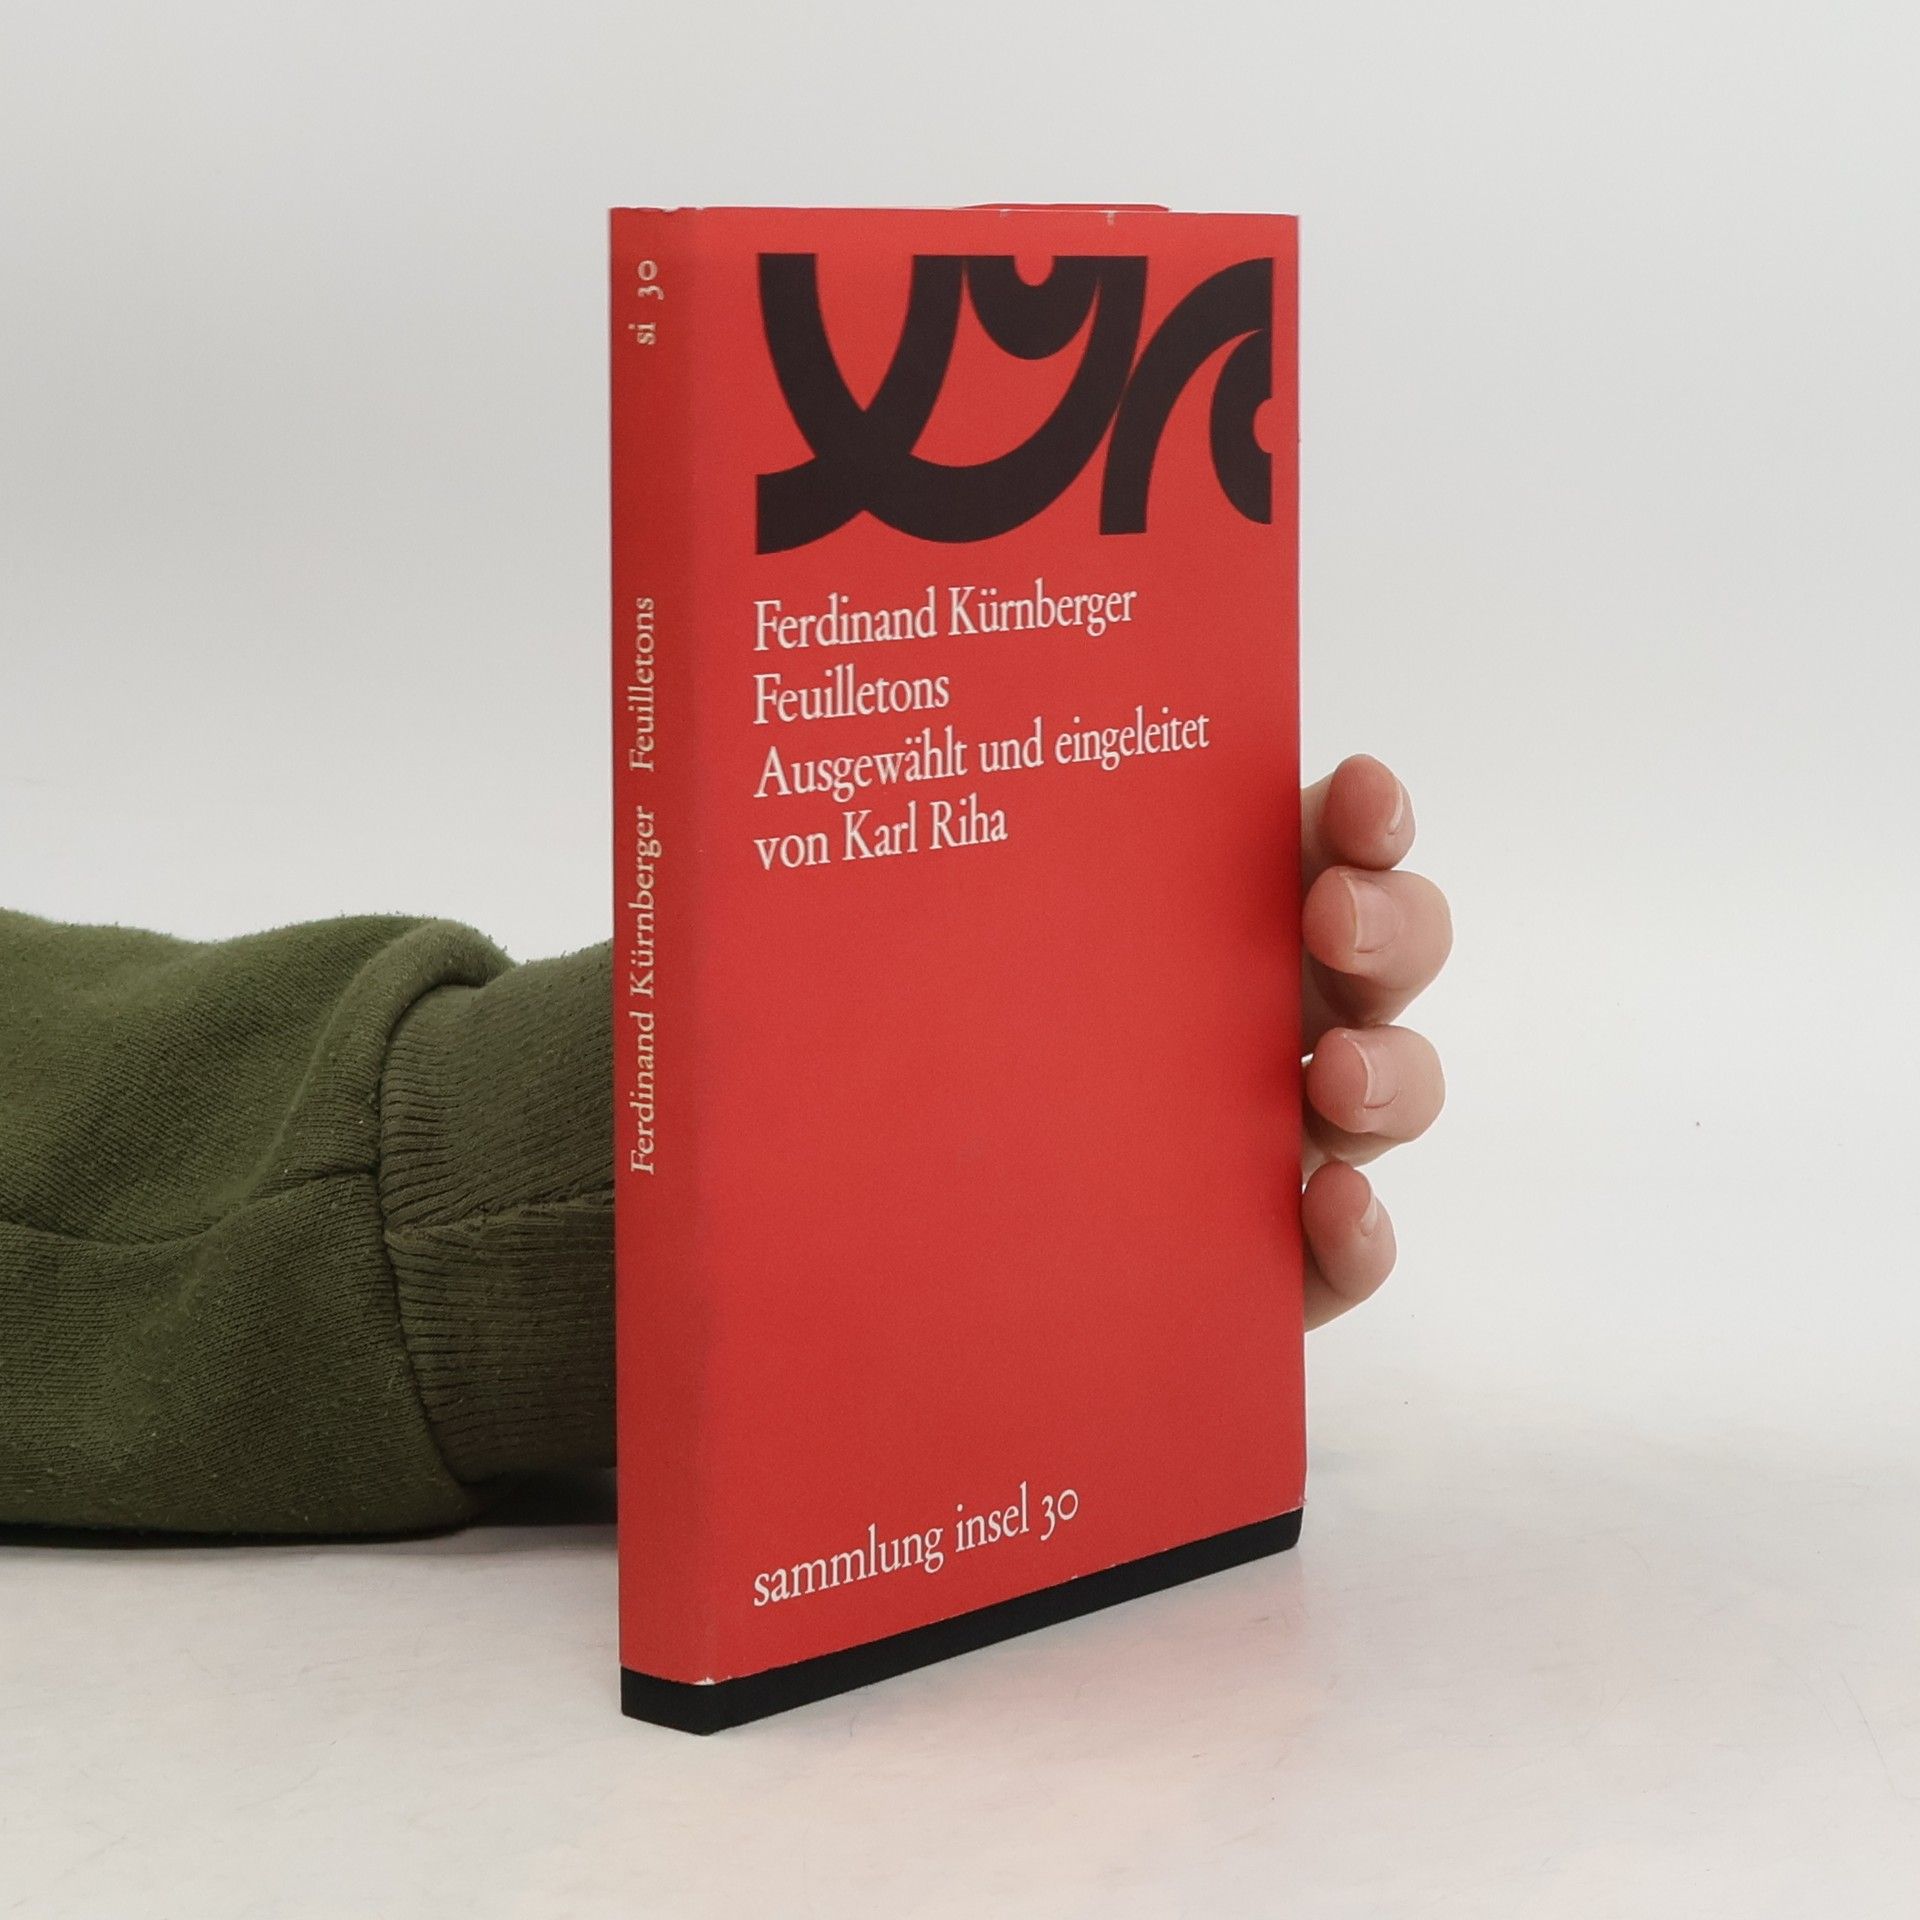 si 30
Ferdinand Kürnberger Feuilletons
Ferdinand Kürnberger
Feuilletons
Ausgewählt und eingeleitet
von Karl Riha
sammlung insel 30